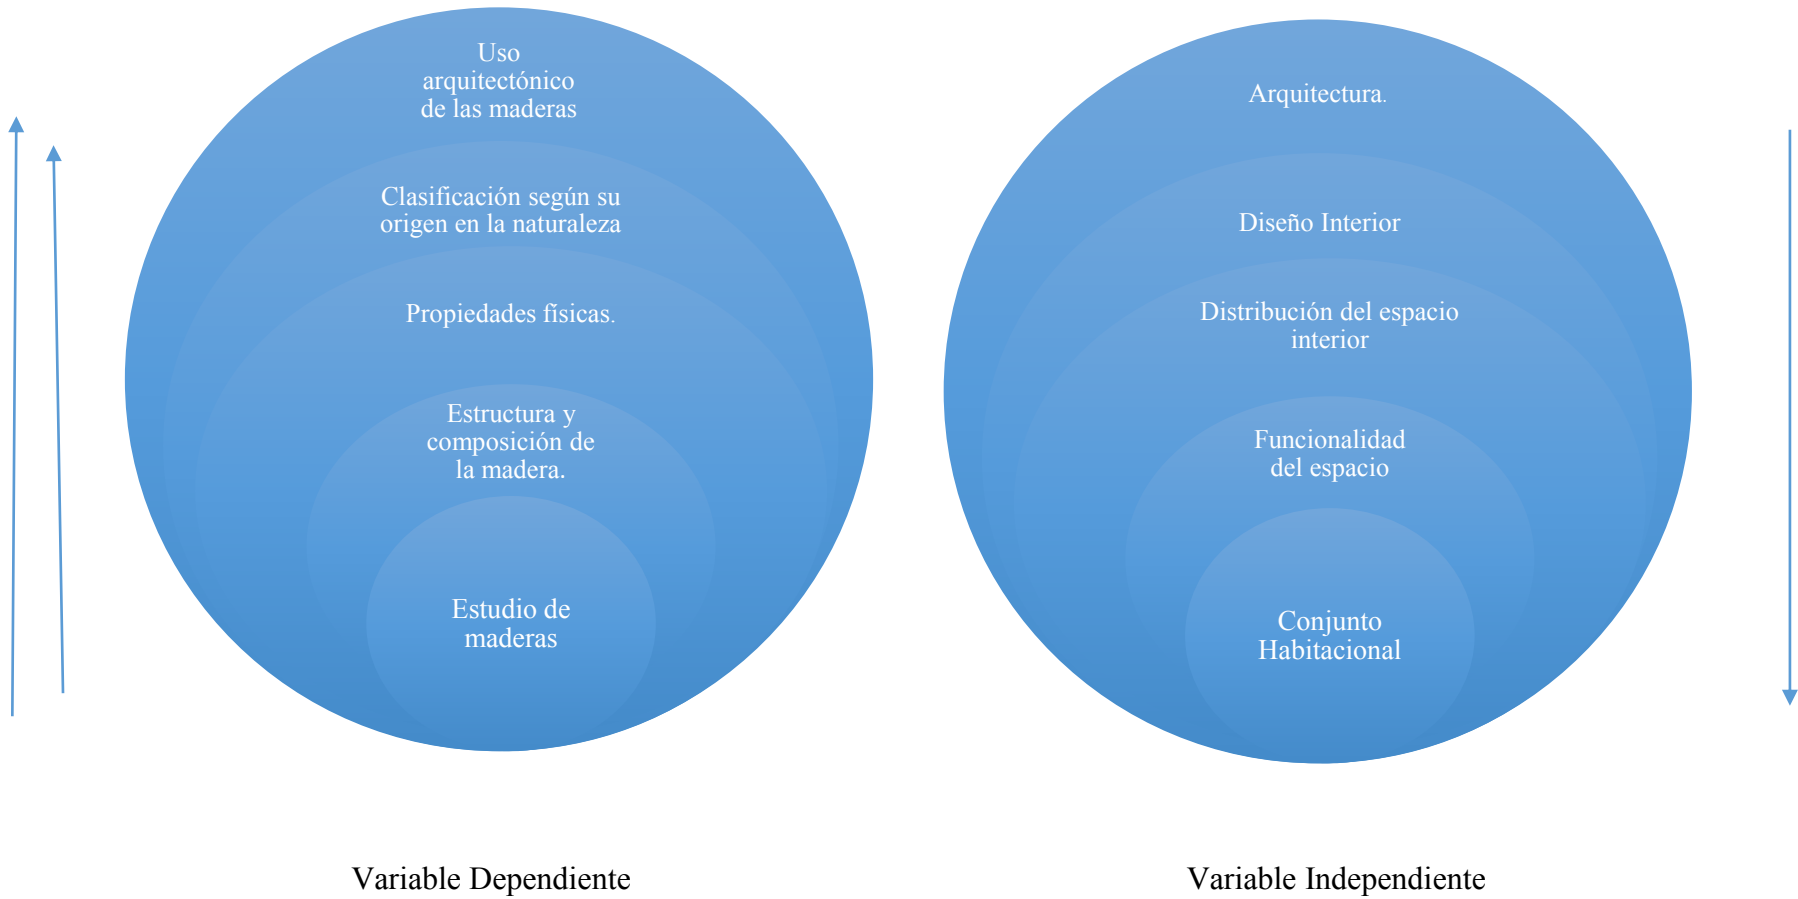 Uso
arquitectónico
de las maderas
Clasificación según su
origen en la naturaleza
Propiedades físicas.
Estructura y
composición de
la madera.
Estudio de
maderas
Variable Dependiente
Arquitectura.
Diseño Interior
Distribución del espacio
interior
Funcionalidad
del espacio
Conjunto
Habitacional
Variable Independiente